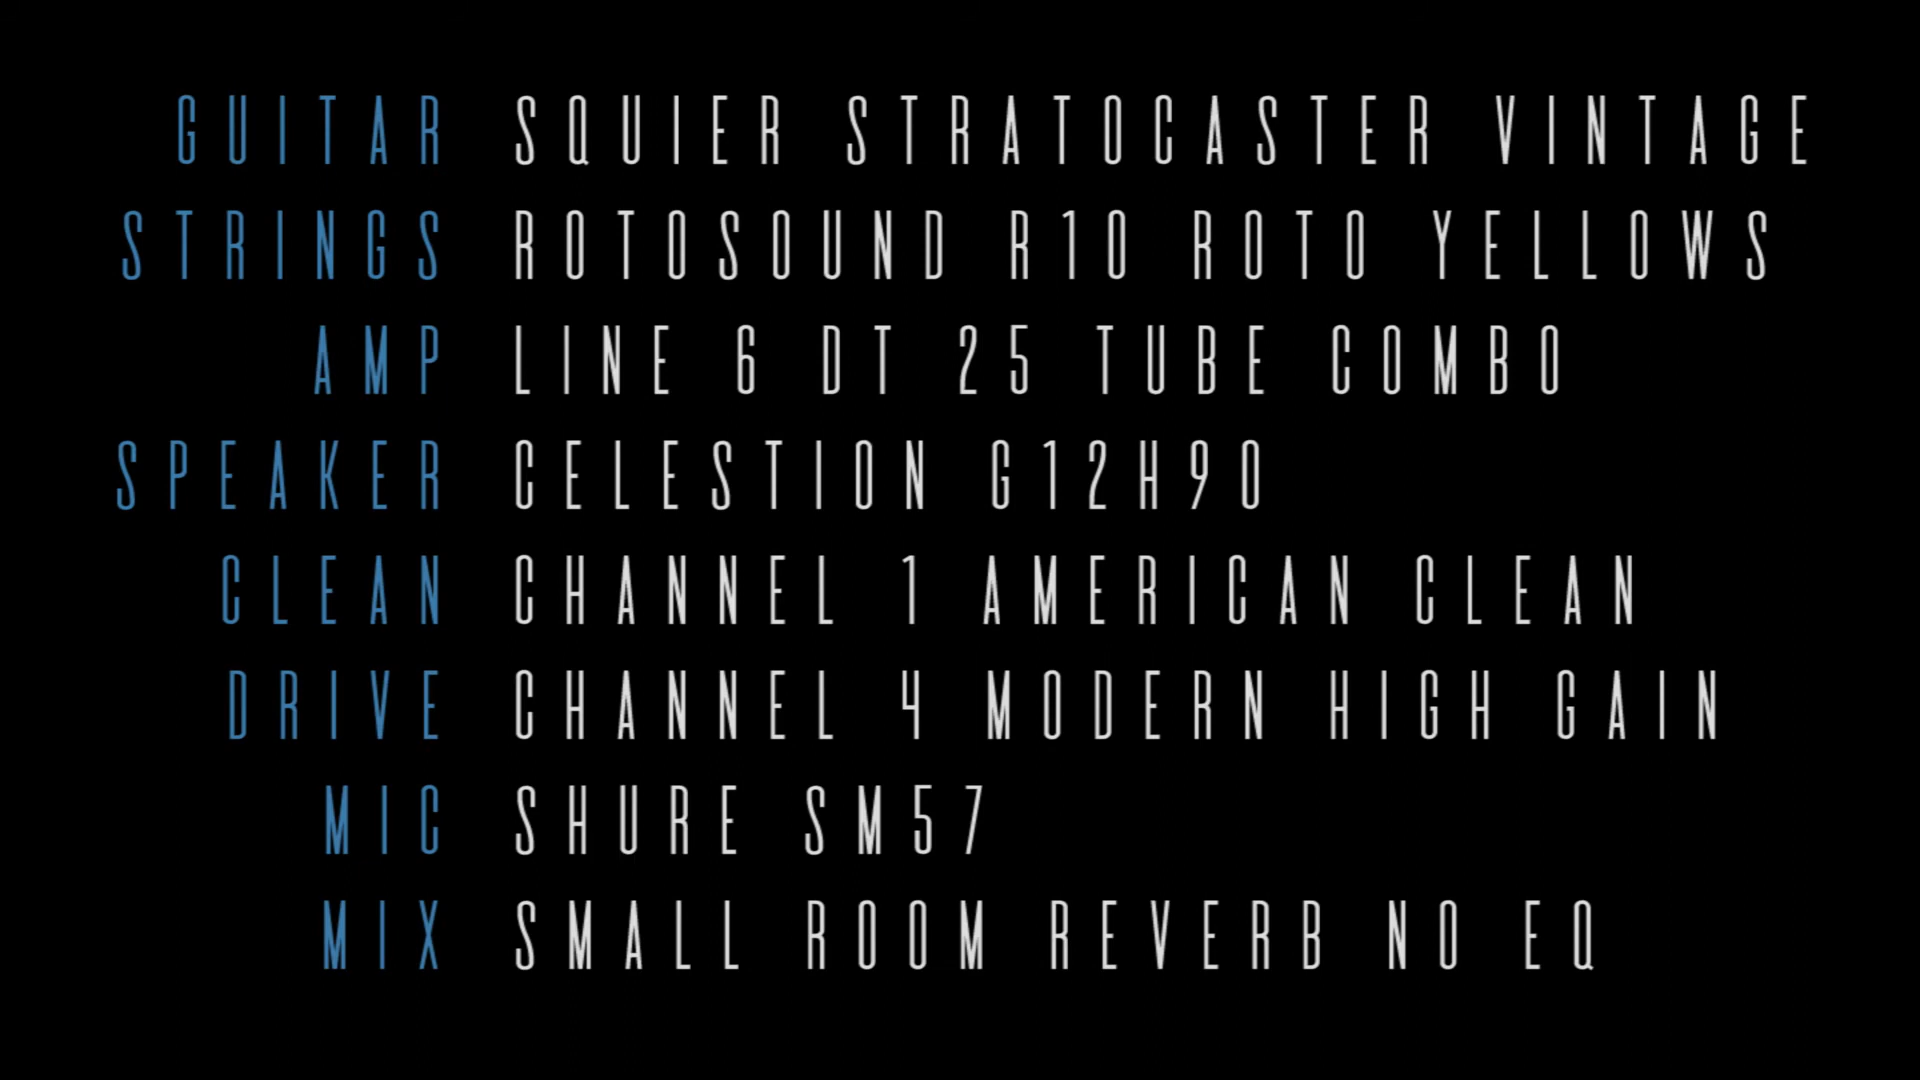 GUITAR SQUIER STRATOCASTER VINTAGE
STRINGS ROTOSOUND R10 ROTO YELLOWS
AMP LINE 6 DT 25 TUBE COMBO
SPEAKER CELESTION G12H90
CLEAN CHANNEL 1 AMERICAN CLEAN
DRIVE CHANNEL 4 MODERN HIGH GAIN
MIC SHURE SM57
MIX SMALL ROOM REVERB NO EQ